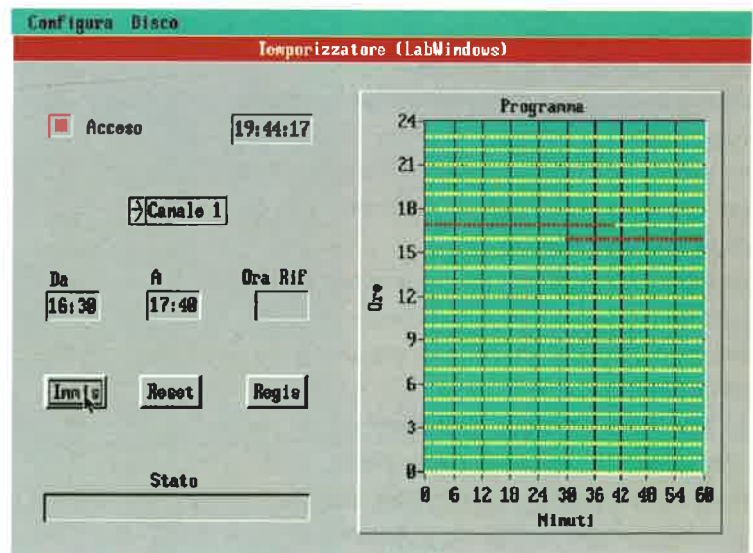 Configura Disco
Temporizzatore (LabWindows)
Acceso
19:44:17
Canale 1
Da
A
Ora Rif
16:30
17:40
Immis
Reset
Regis
Stato
Programma
24
21
18
15
12
9
6
3
0
Ore
0 6 12 18 24 30 36 42 48 54 60
Minuti